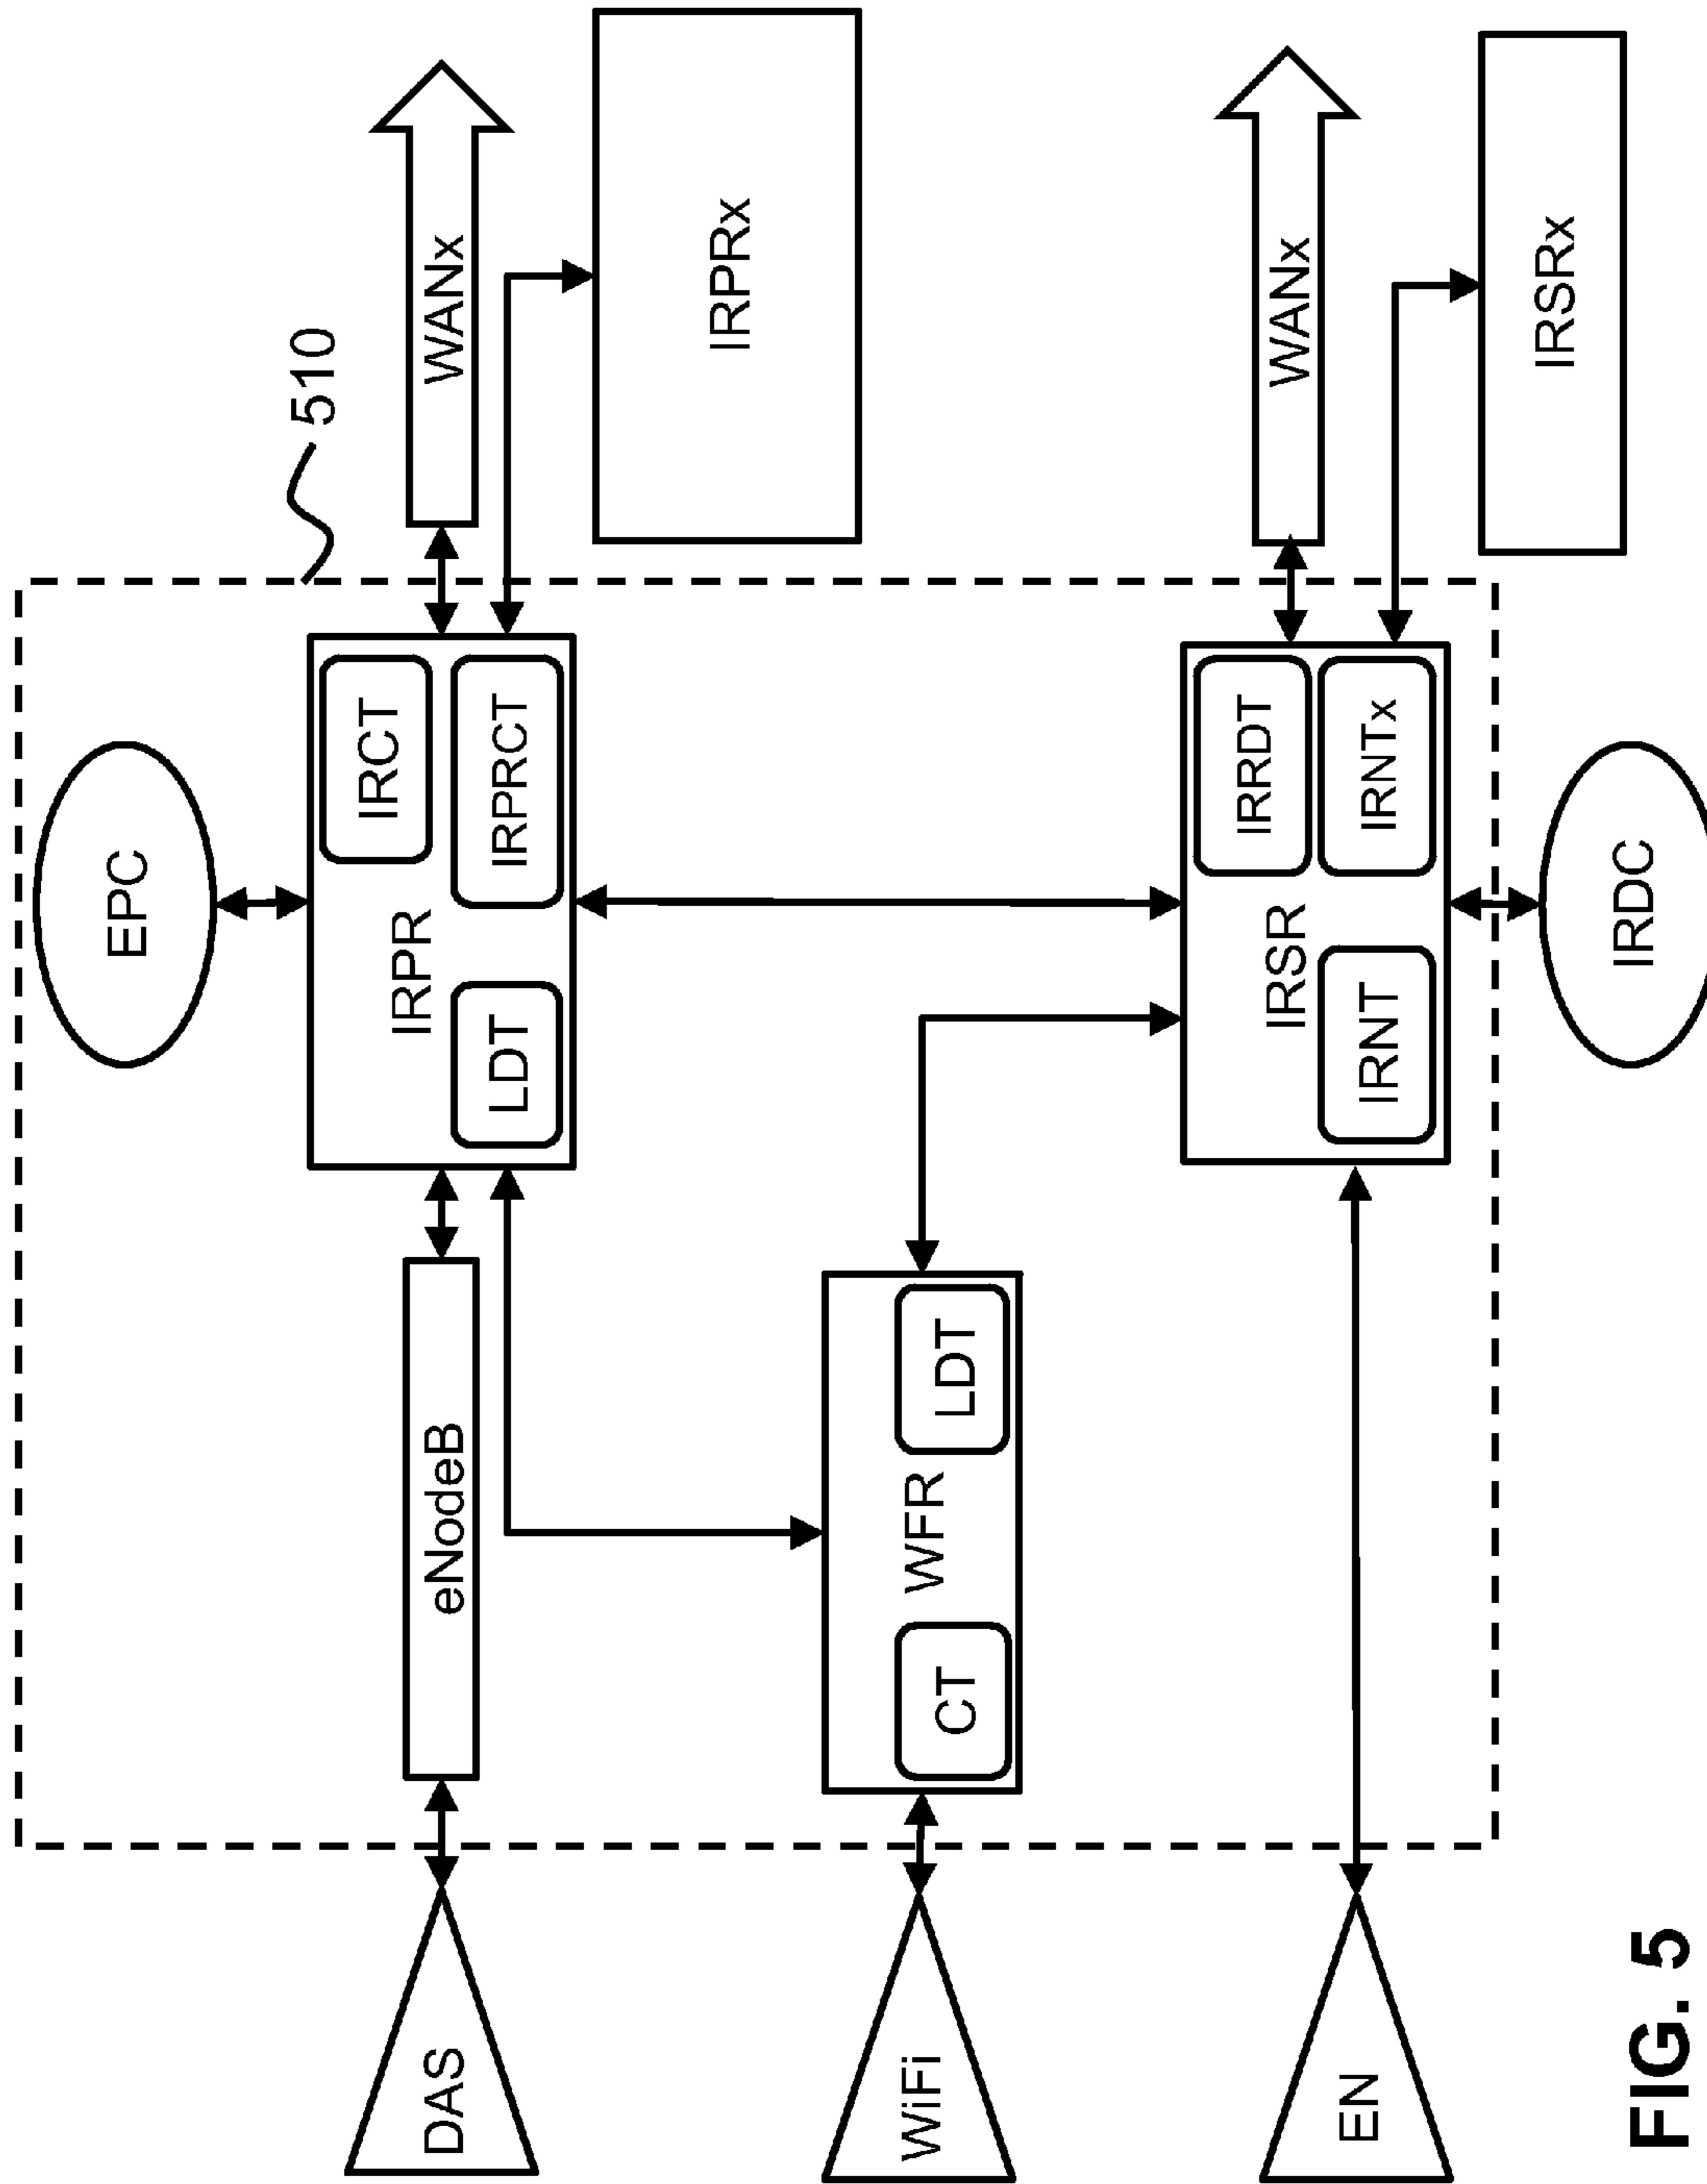 510
EPC
DAS
eNodeB
IRPR
LDT
IRCT
IRPRCT
WANx
IRPRx
WiFi
WFR
CT
LDT
EN
IRSR
IRNT
IRRDT
IRNTx
WANx
IRSRx
IRDC
FIG. 5